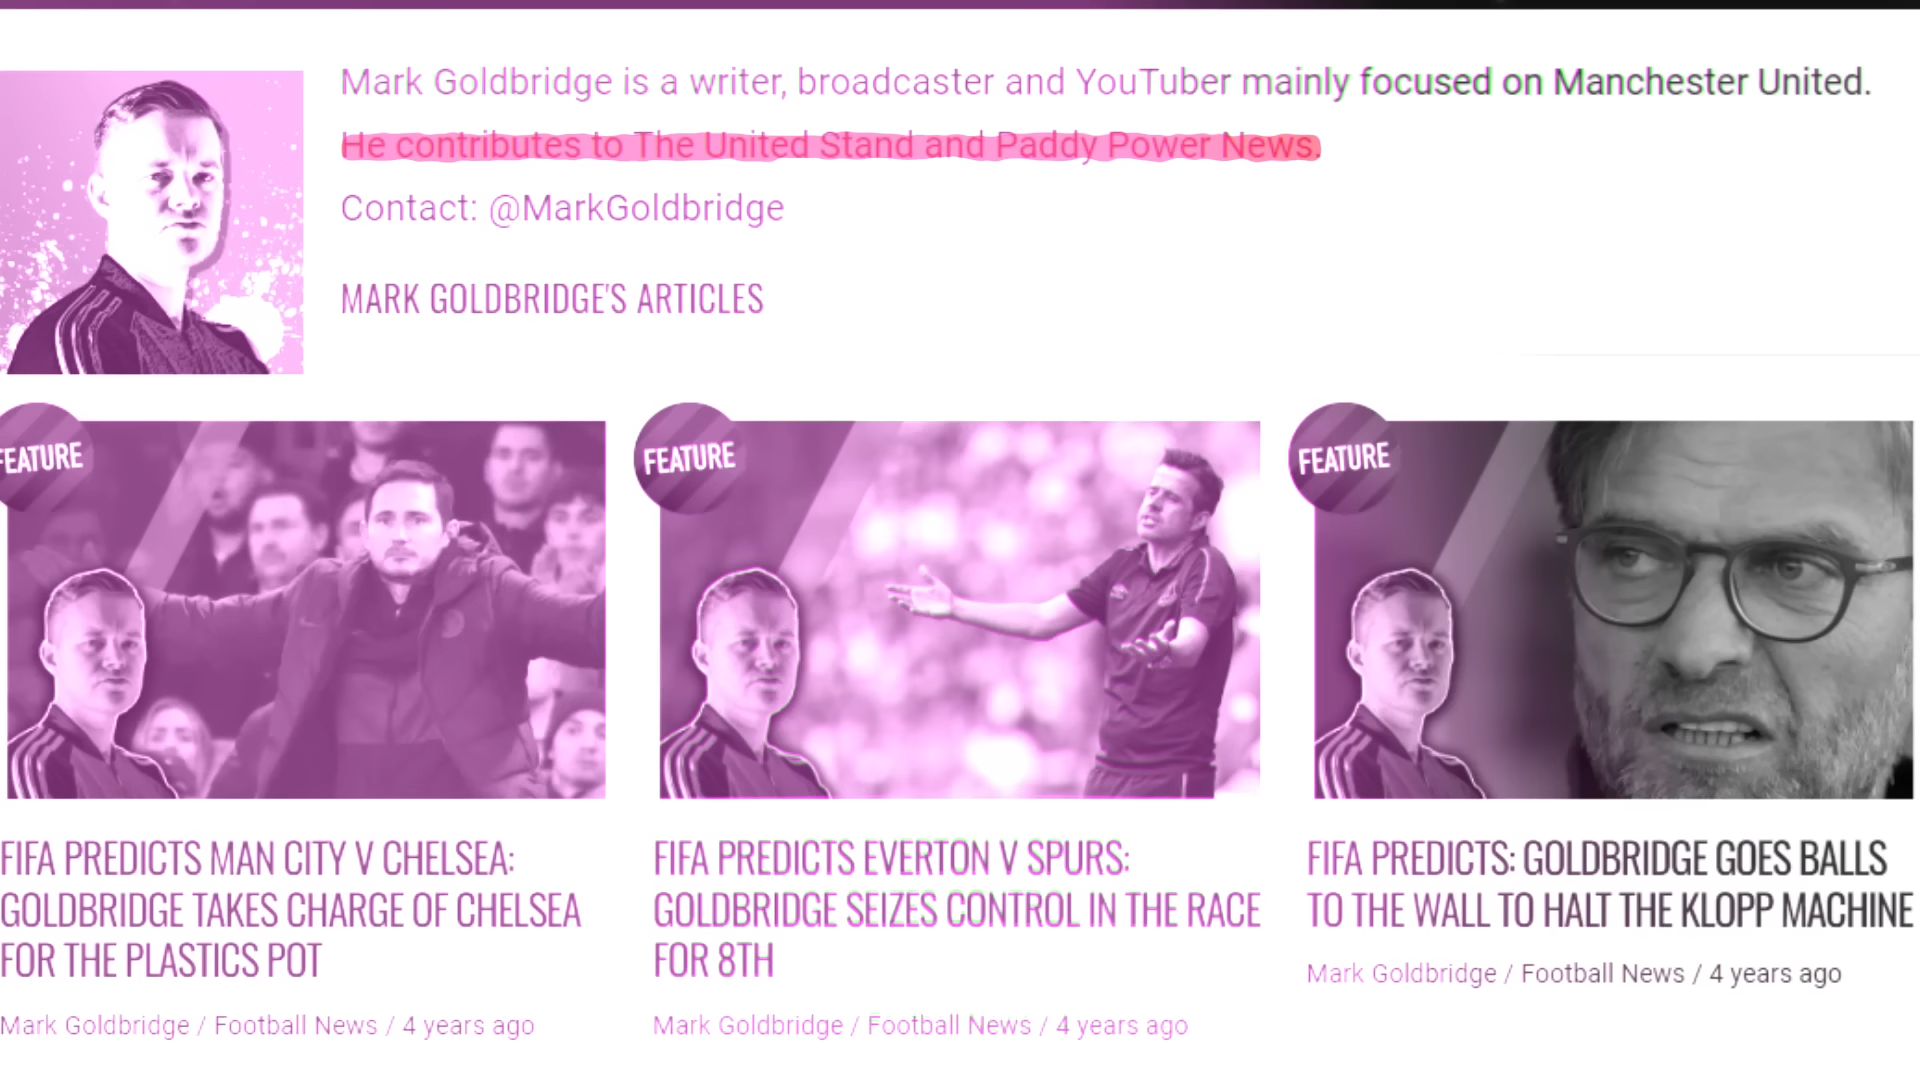 Mark Goldbridge is a writer, broadcaster and YouTuber mainly focused on Manchester United.
He contributes to The United Stand and Paddy Power News.
Contact: @MarkGoldbridge
MARK GOLDBRIDGE'S ARTICLES
FEATURE
FIFA PREDICTS MAN CITY V CHELSEA:
GOLDBRIDGE TAKES CHARGE OF CHELSEA
FOR THE PLASTICS POT
Mark Goldbridge / Football News / 4 years ago
FEATURE
FIFA PREDICTS EVERTON V SPURS:
GOLDBRIDGE SEIZES CONTROL IN THE RACE
FOR 8TH
Mark Goldbridge / Football News / 4 years ago
FEATURE
FIFA PREDICTS: GOLDBRIDGE GOES BALLS
TO THE WALL TO HALT THE KLOPP MACHINE
Mark Goldbridge / Football News / 4 years ago